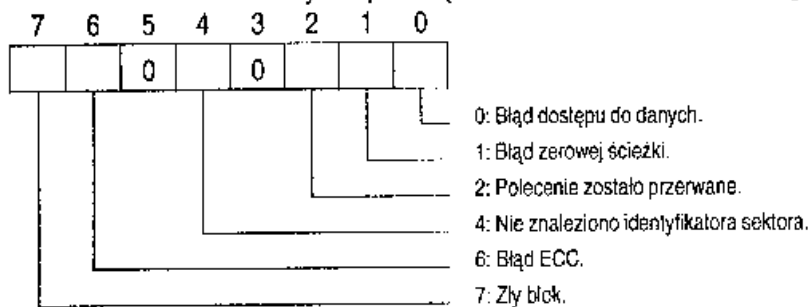 7 6 5 4 3 2 1 0
0 0
0: Błąd dostępu do danych.
1: Błąd zerowej ścieżki.
2: Polecenie zostało przerwane.
4: Nie znaleziono identyfikatora sektora.
6: Błąd ECC.
7: Zły blok.